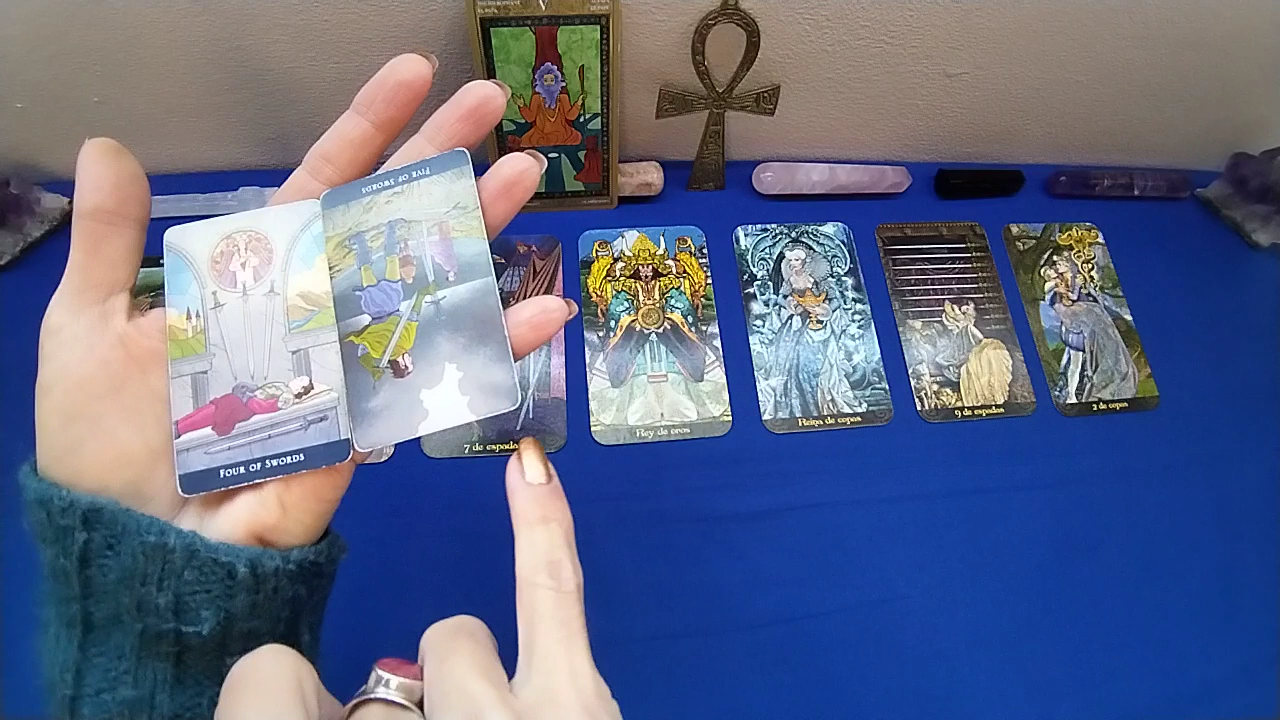 V
FIVE OF SWORDS
FOUR OF SWORDS
7 de espada
Rey de oros
Reina de copas
9 de espadas
2 de copas